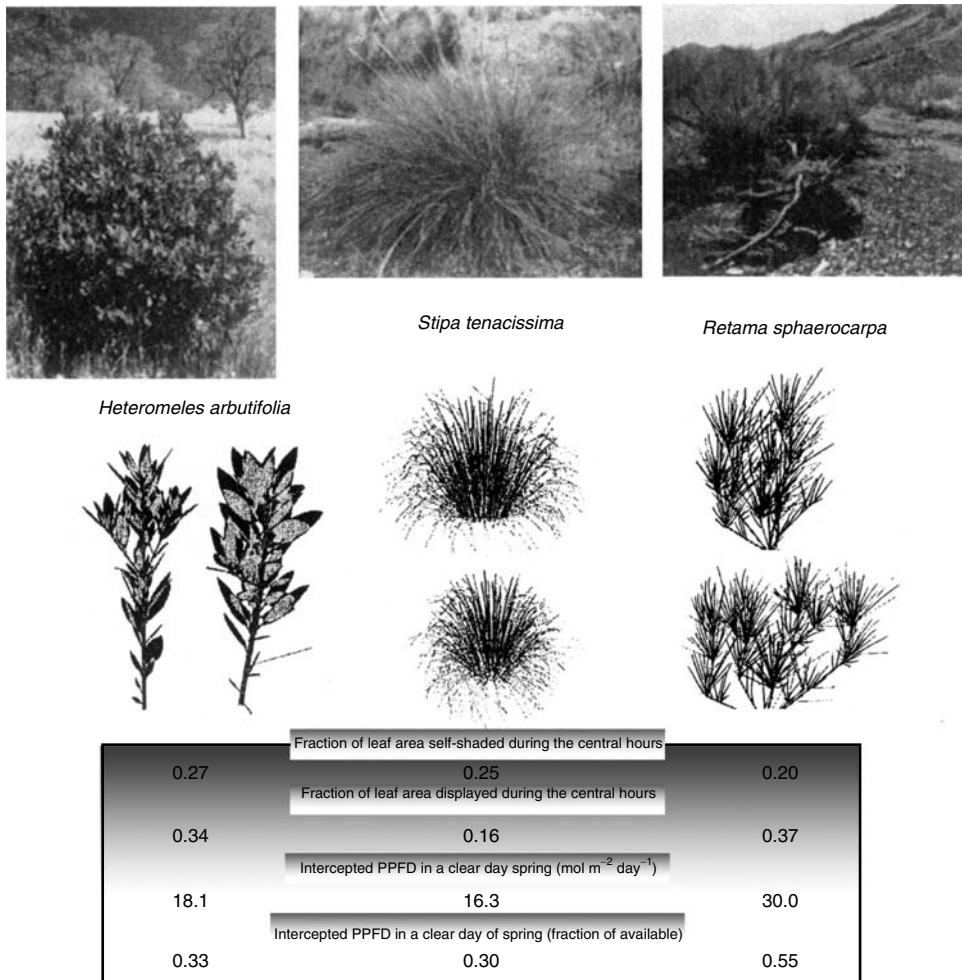 Stipa tenacissima
Retama sphaerocarpa
Heteromeles arbutifolia
Fraction of leaf area self-shaded during the central hours
0.27 0.25 0.20
Fraction of leaf area displayed during the central hours
0.34 0.16 0.37
Intercepted PPFD in a clear day spring (mol m⁻² day⁻¹)
18.1 16.3 30.0
Intercepted PPFD in a clear day of spring (fraction of available)
0.33 0.30 0.55